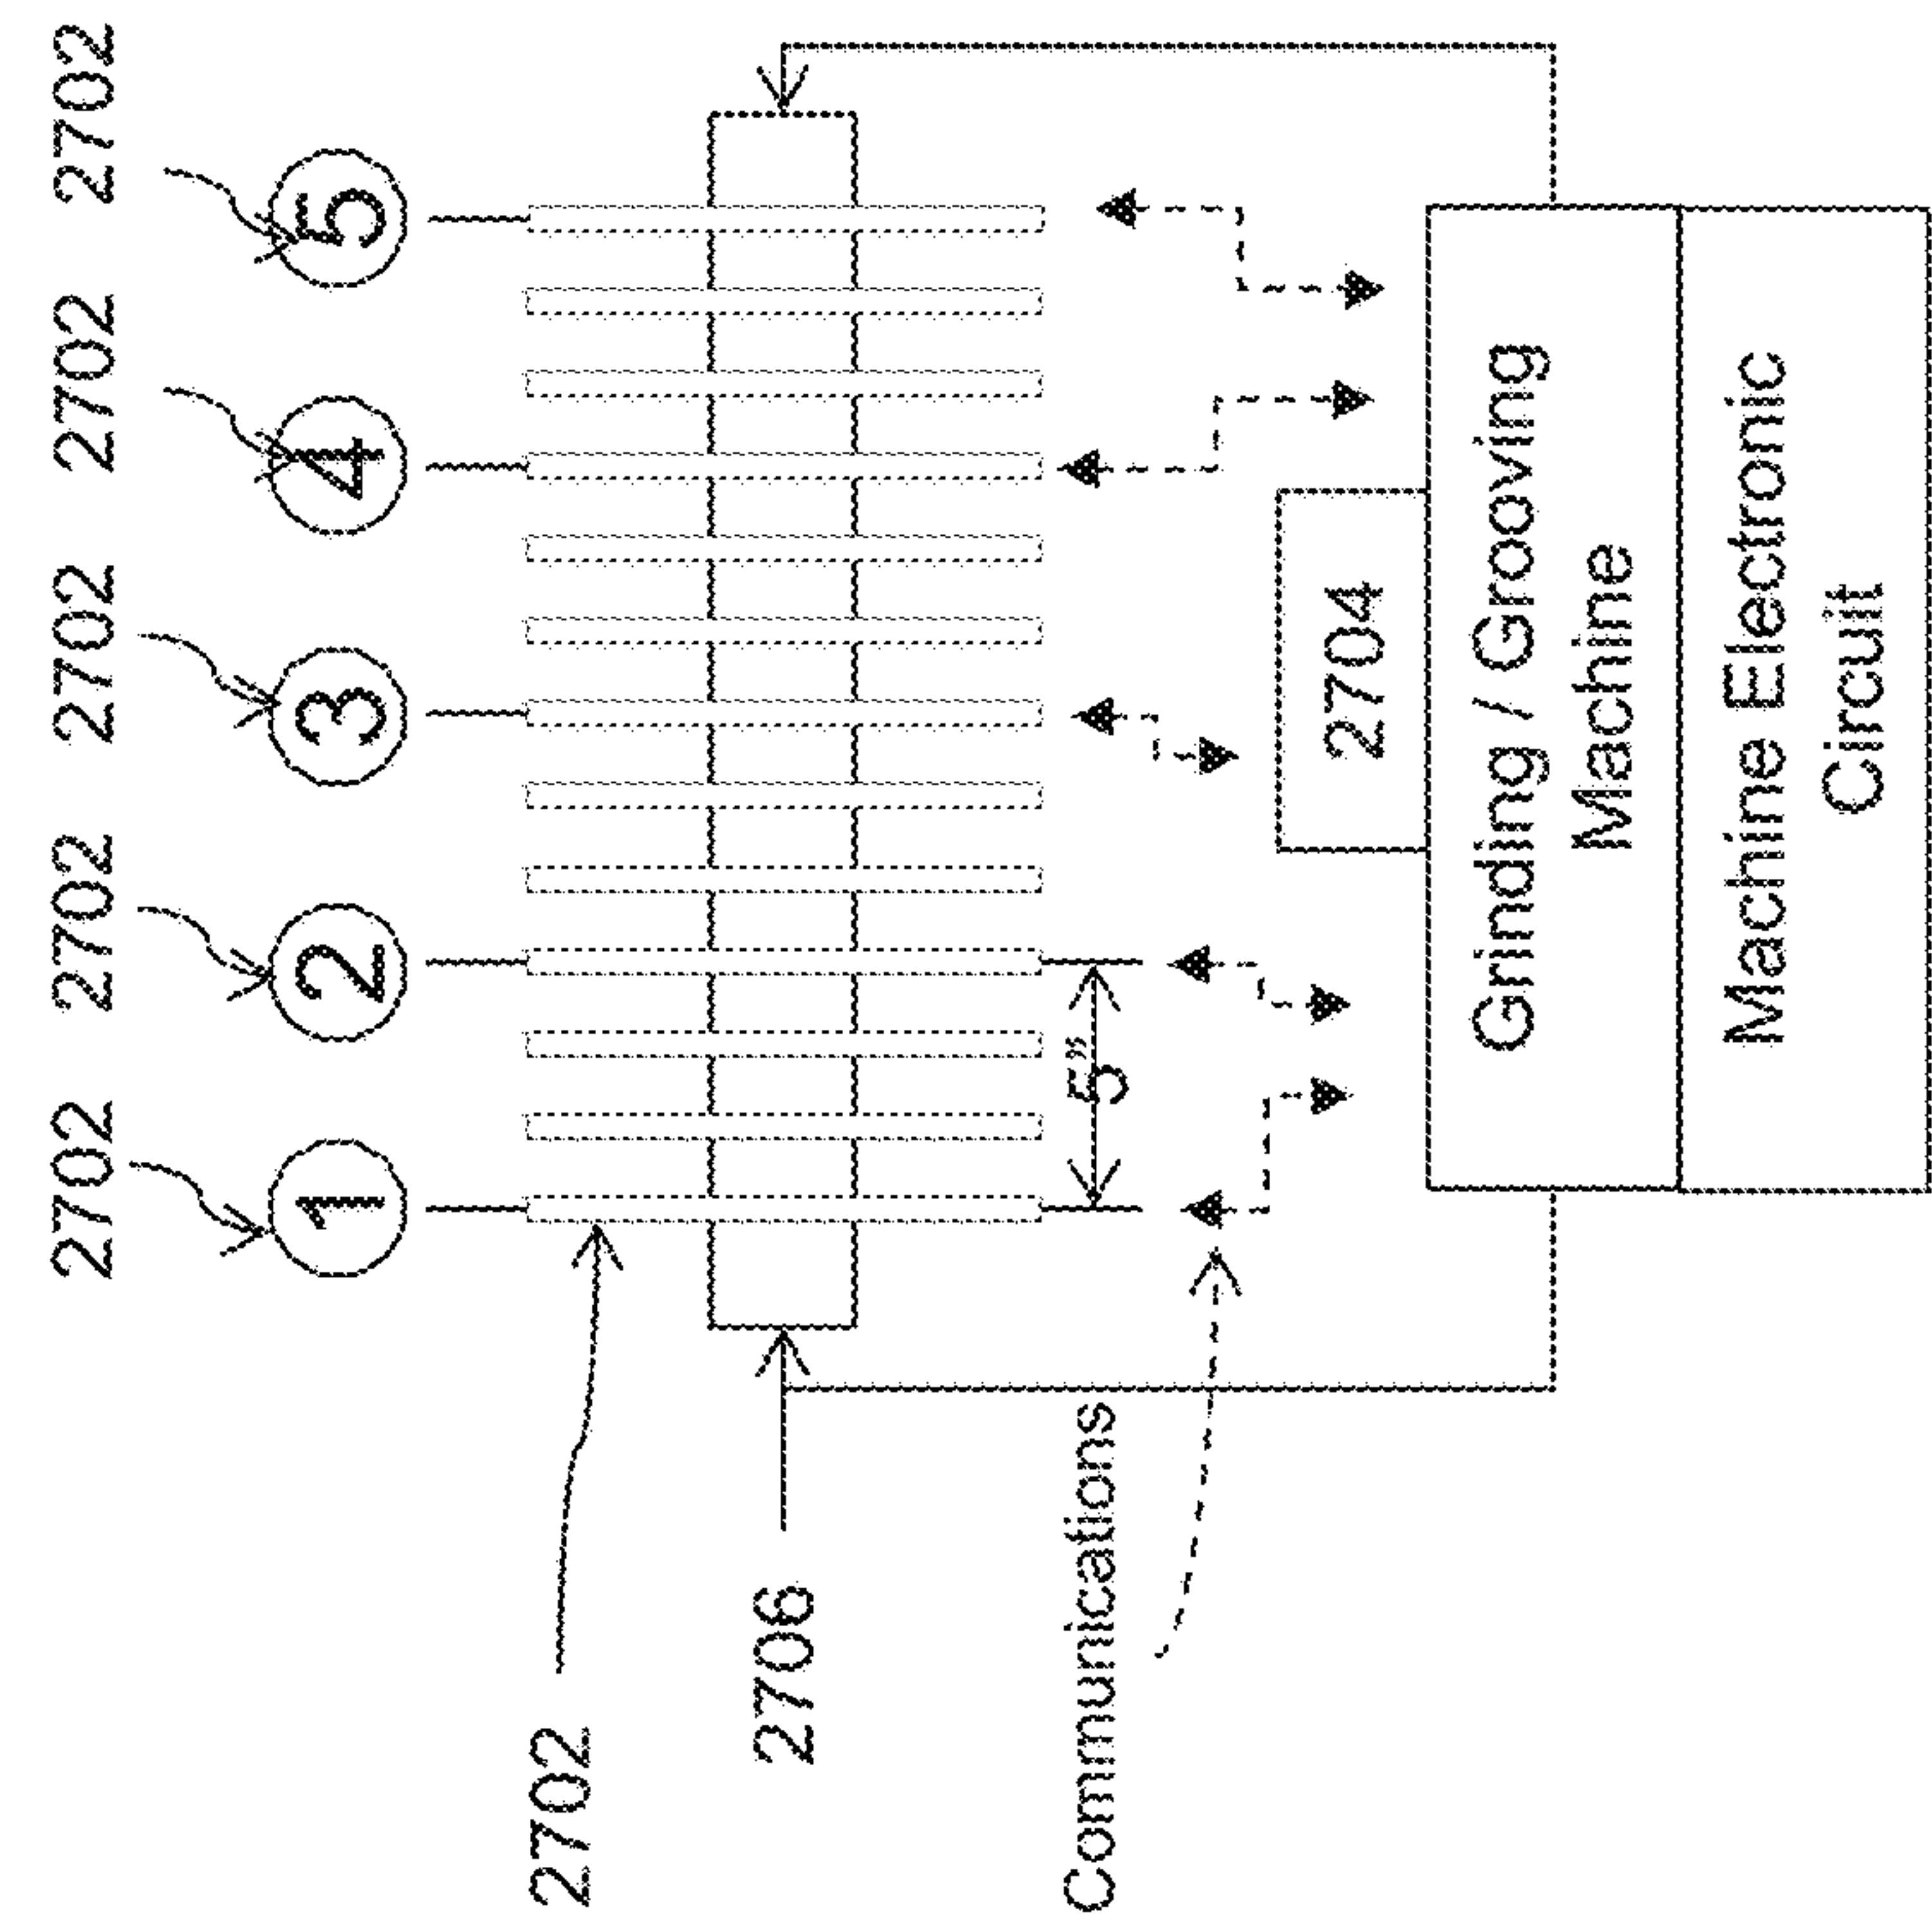 2702
2702
2702
2702
2702
1
2
3
4
5
2702
2706
5"
Communications
2704
Grinding / Grooving
Machine
Machine Electronic
Circuit